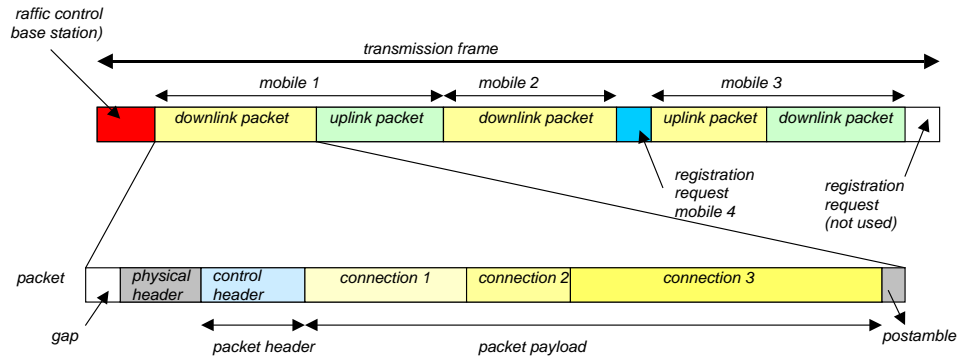 raffic control
base station)
transmission frame
mobile 1
mobile 2
mobile 3
downlink packet
uplink packet
downlink packet
uplink packet
downlink packet
registration
request
mobile 4
registration
request
(not used)
packet
physical
header
control
header
connection 1
connection 2
connection 3
gap
packet header
packet payload
postamble